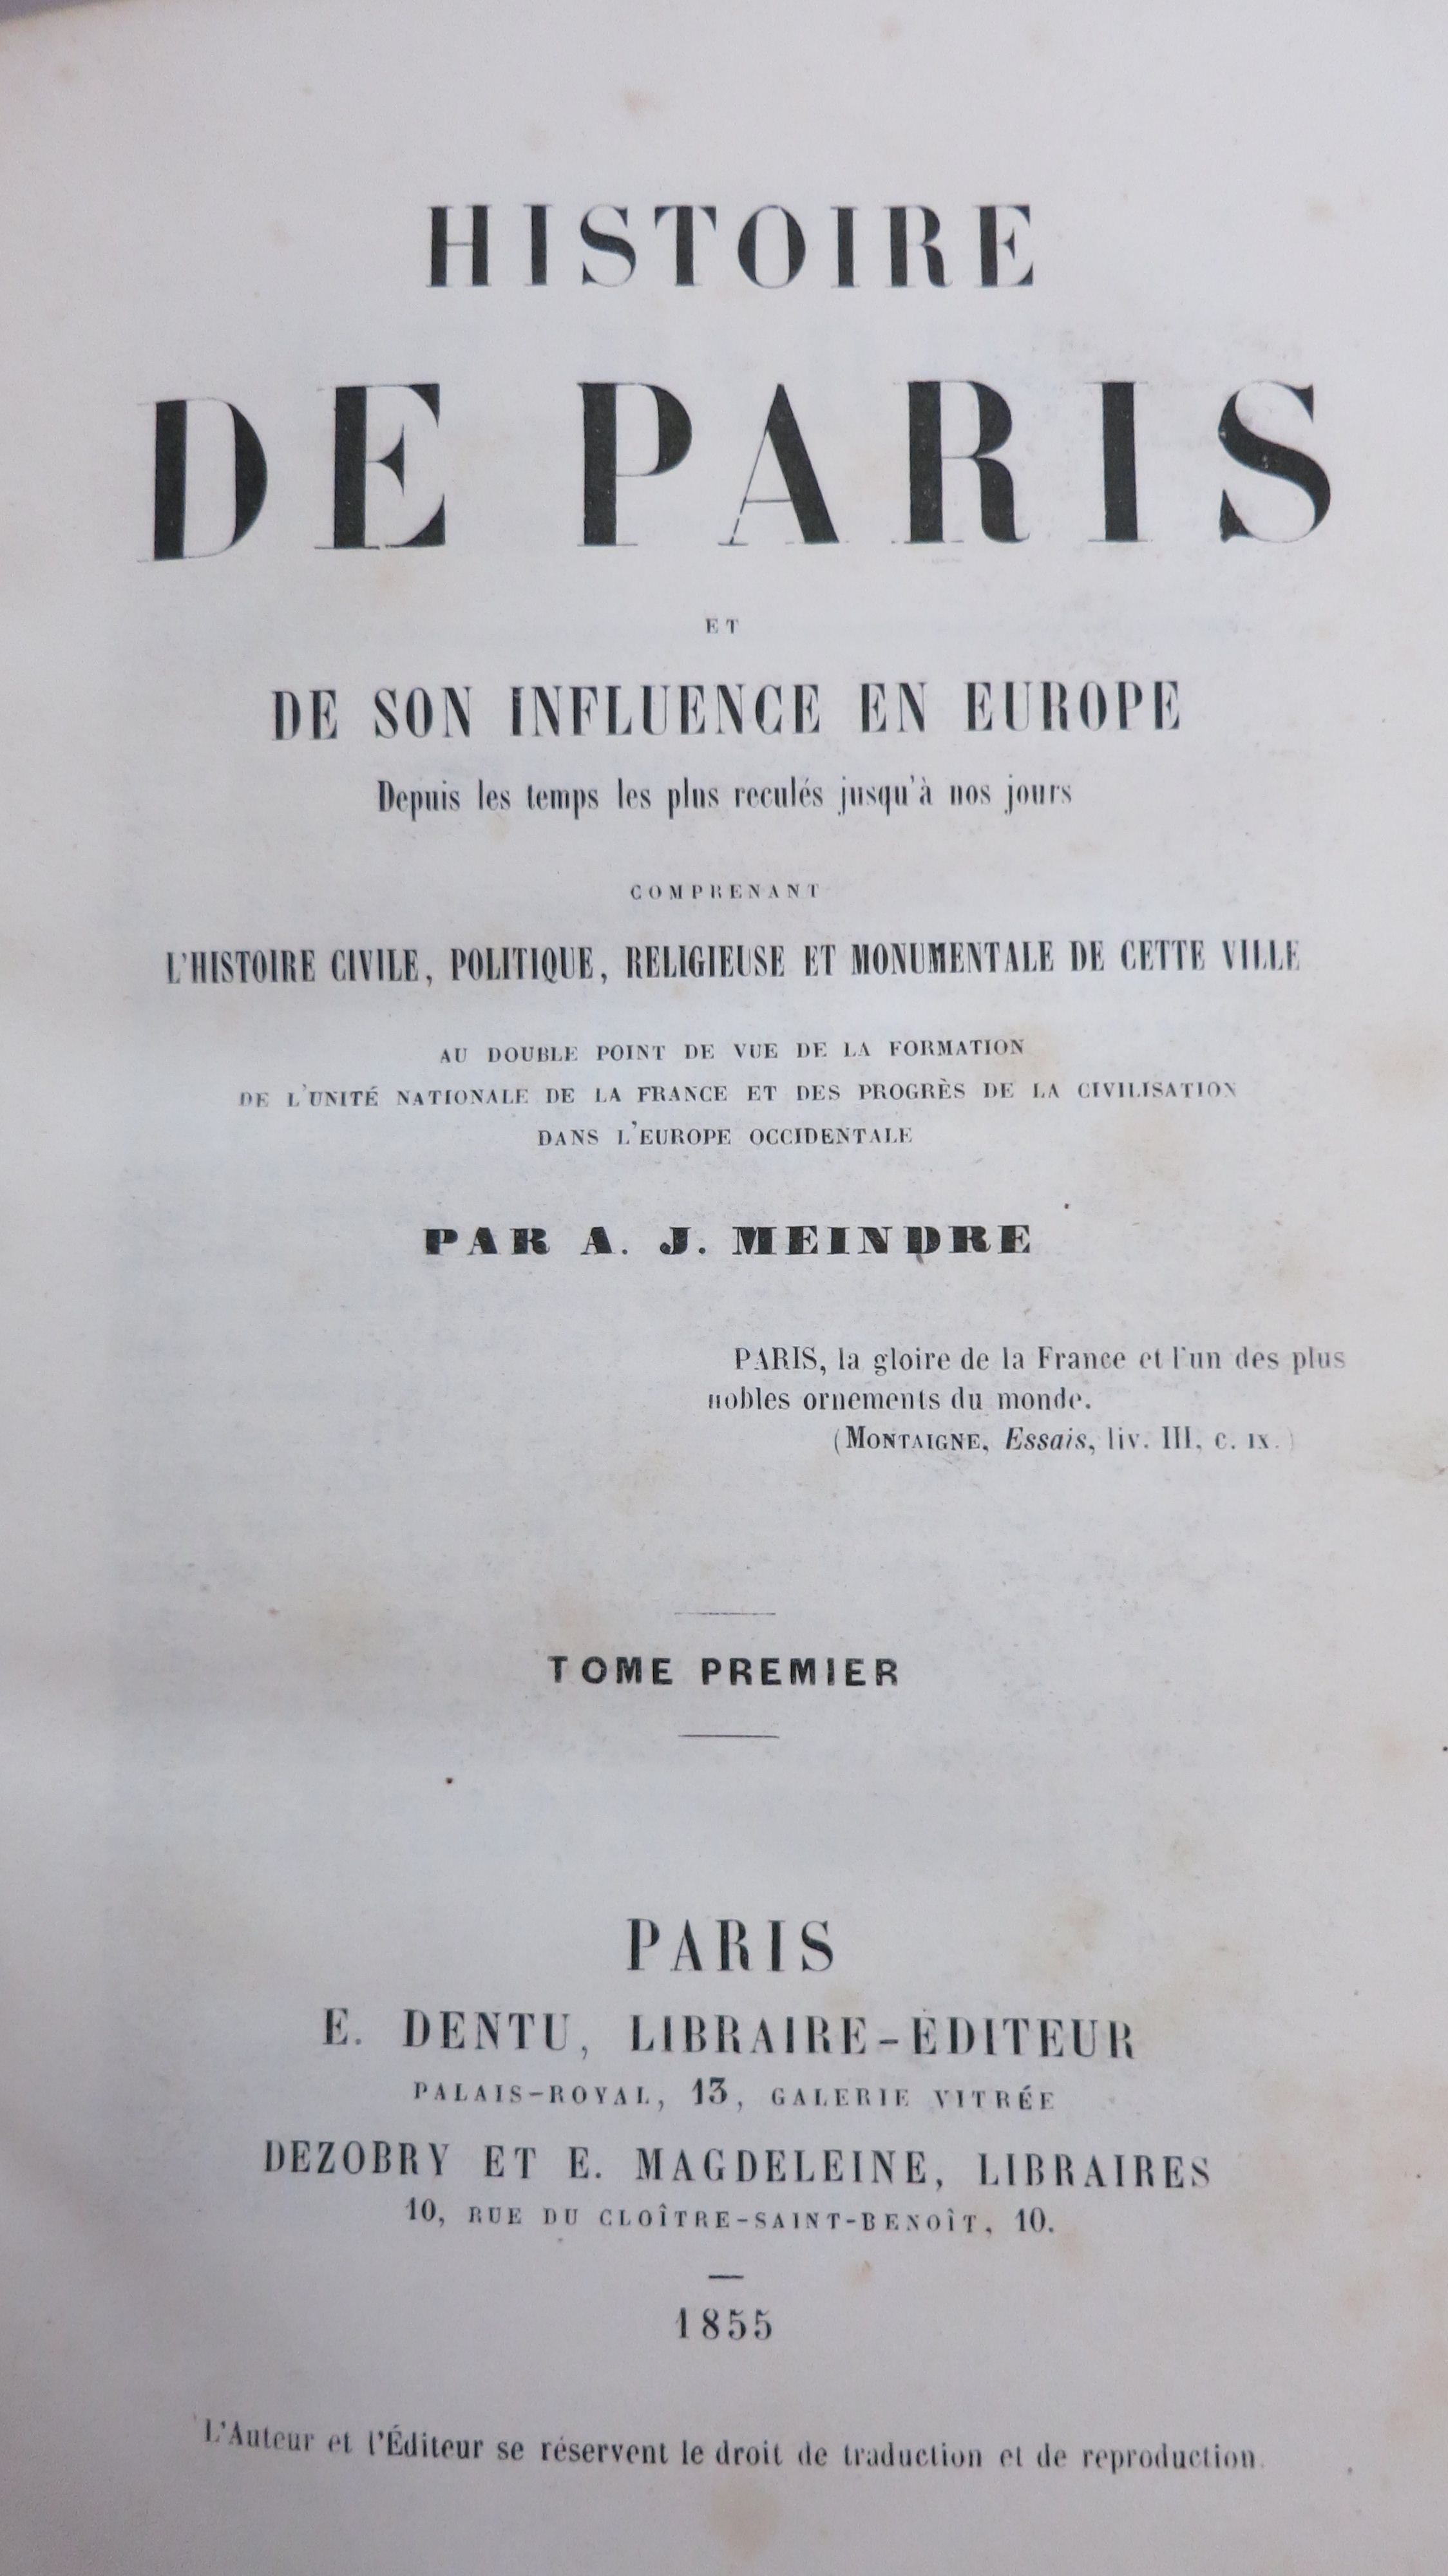 HISTOIRE
DE PARIS
ET
DE SON INFLUENCE EN EUROPE
Depuis les temps les plus reculés jusqu'à nos jours
COMPRENANT
L'HISTOIRE CIVILE, POLITIQUE, RELIGIEUSE ET MONUMENTALE DE CETTE VILLE
AU DOUBLE POINT DE VUE DE LA FORMATION
DE L'UNITÉ NATIONALE DE LA FRANCE ET DES PROGRÈS DE LA CIVILISATION
DANS L'EUROPE OCCIDENTALE
PAR A. J. MEINDRE
PARIS, la gloire de la France et l'un des plus
nobles ornements du monde.
(MONTAIGNE, Essais, liv. III, c. IX.)
TOME PREMIER
PARIS
E. DENTU, LIBRAIRE-ÉDITEUR
PALAIS-ROYAL, 13, GALERIE VITRÉE
DEZOBRY ET E. MAGDELEINE, LIBRAIRES
10, RUE DU CLOÎTRE-SAINT-BENOÎT, 10.
1855
L'Auteur et l'Éditeur se réservent le droit de traduction et de reproduction.